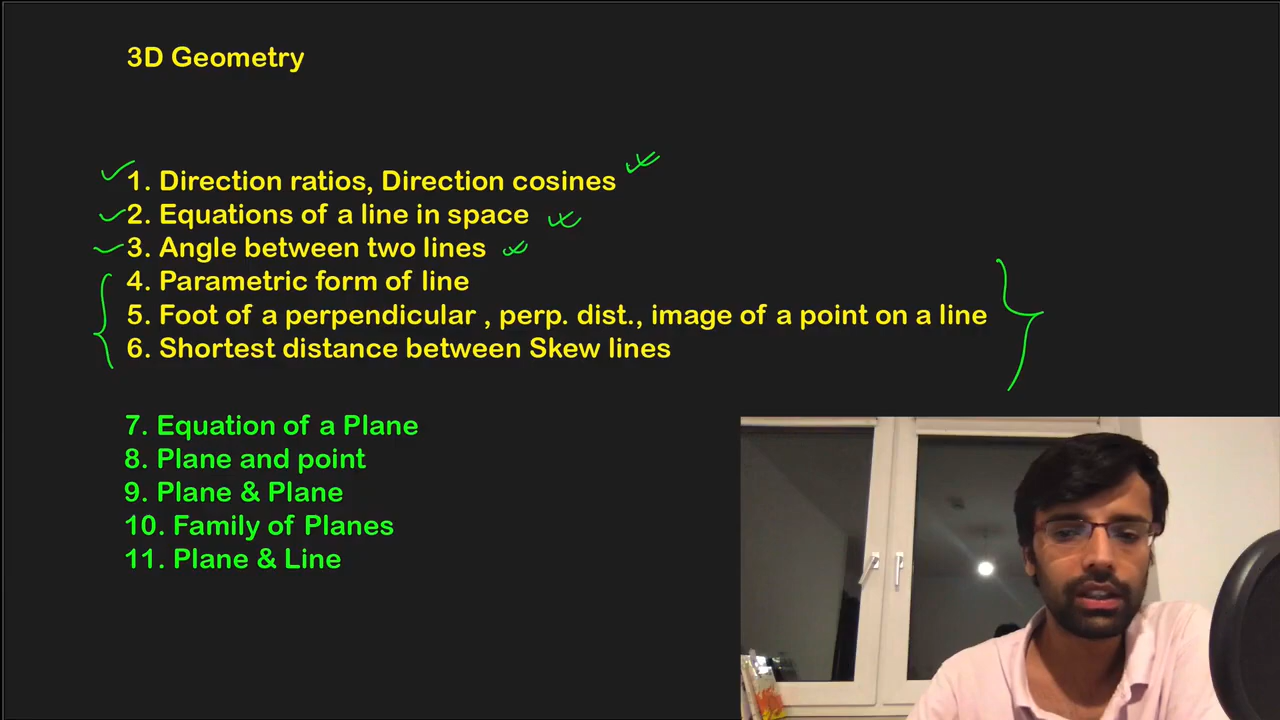 3D Geometry
1. Direction ratios, Direction cosines
2. Equations of a line in space
3. Angle between two lines
4. Parametric form of line
5. Foot of a perpendicular , perp. dist., image of a point on a line
6. Shortest distance between Skew lines
7. Equation of a Plane
8. Plane and point
9. Plane & Plane
10. Family of Planes
11. Plane & Line